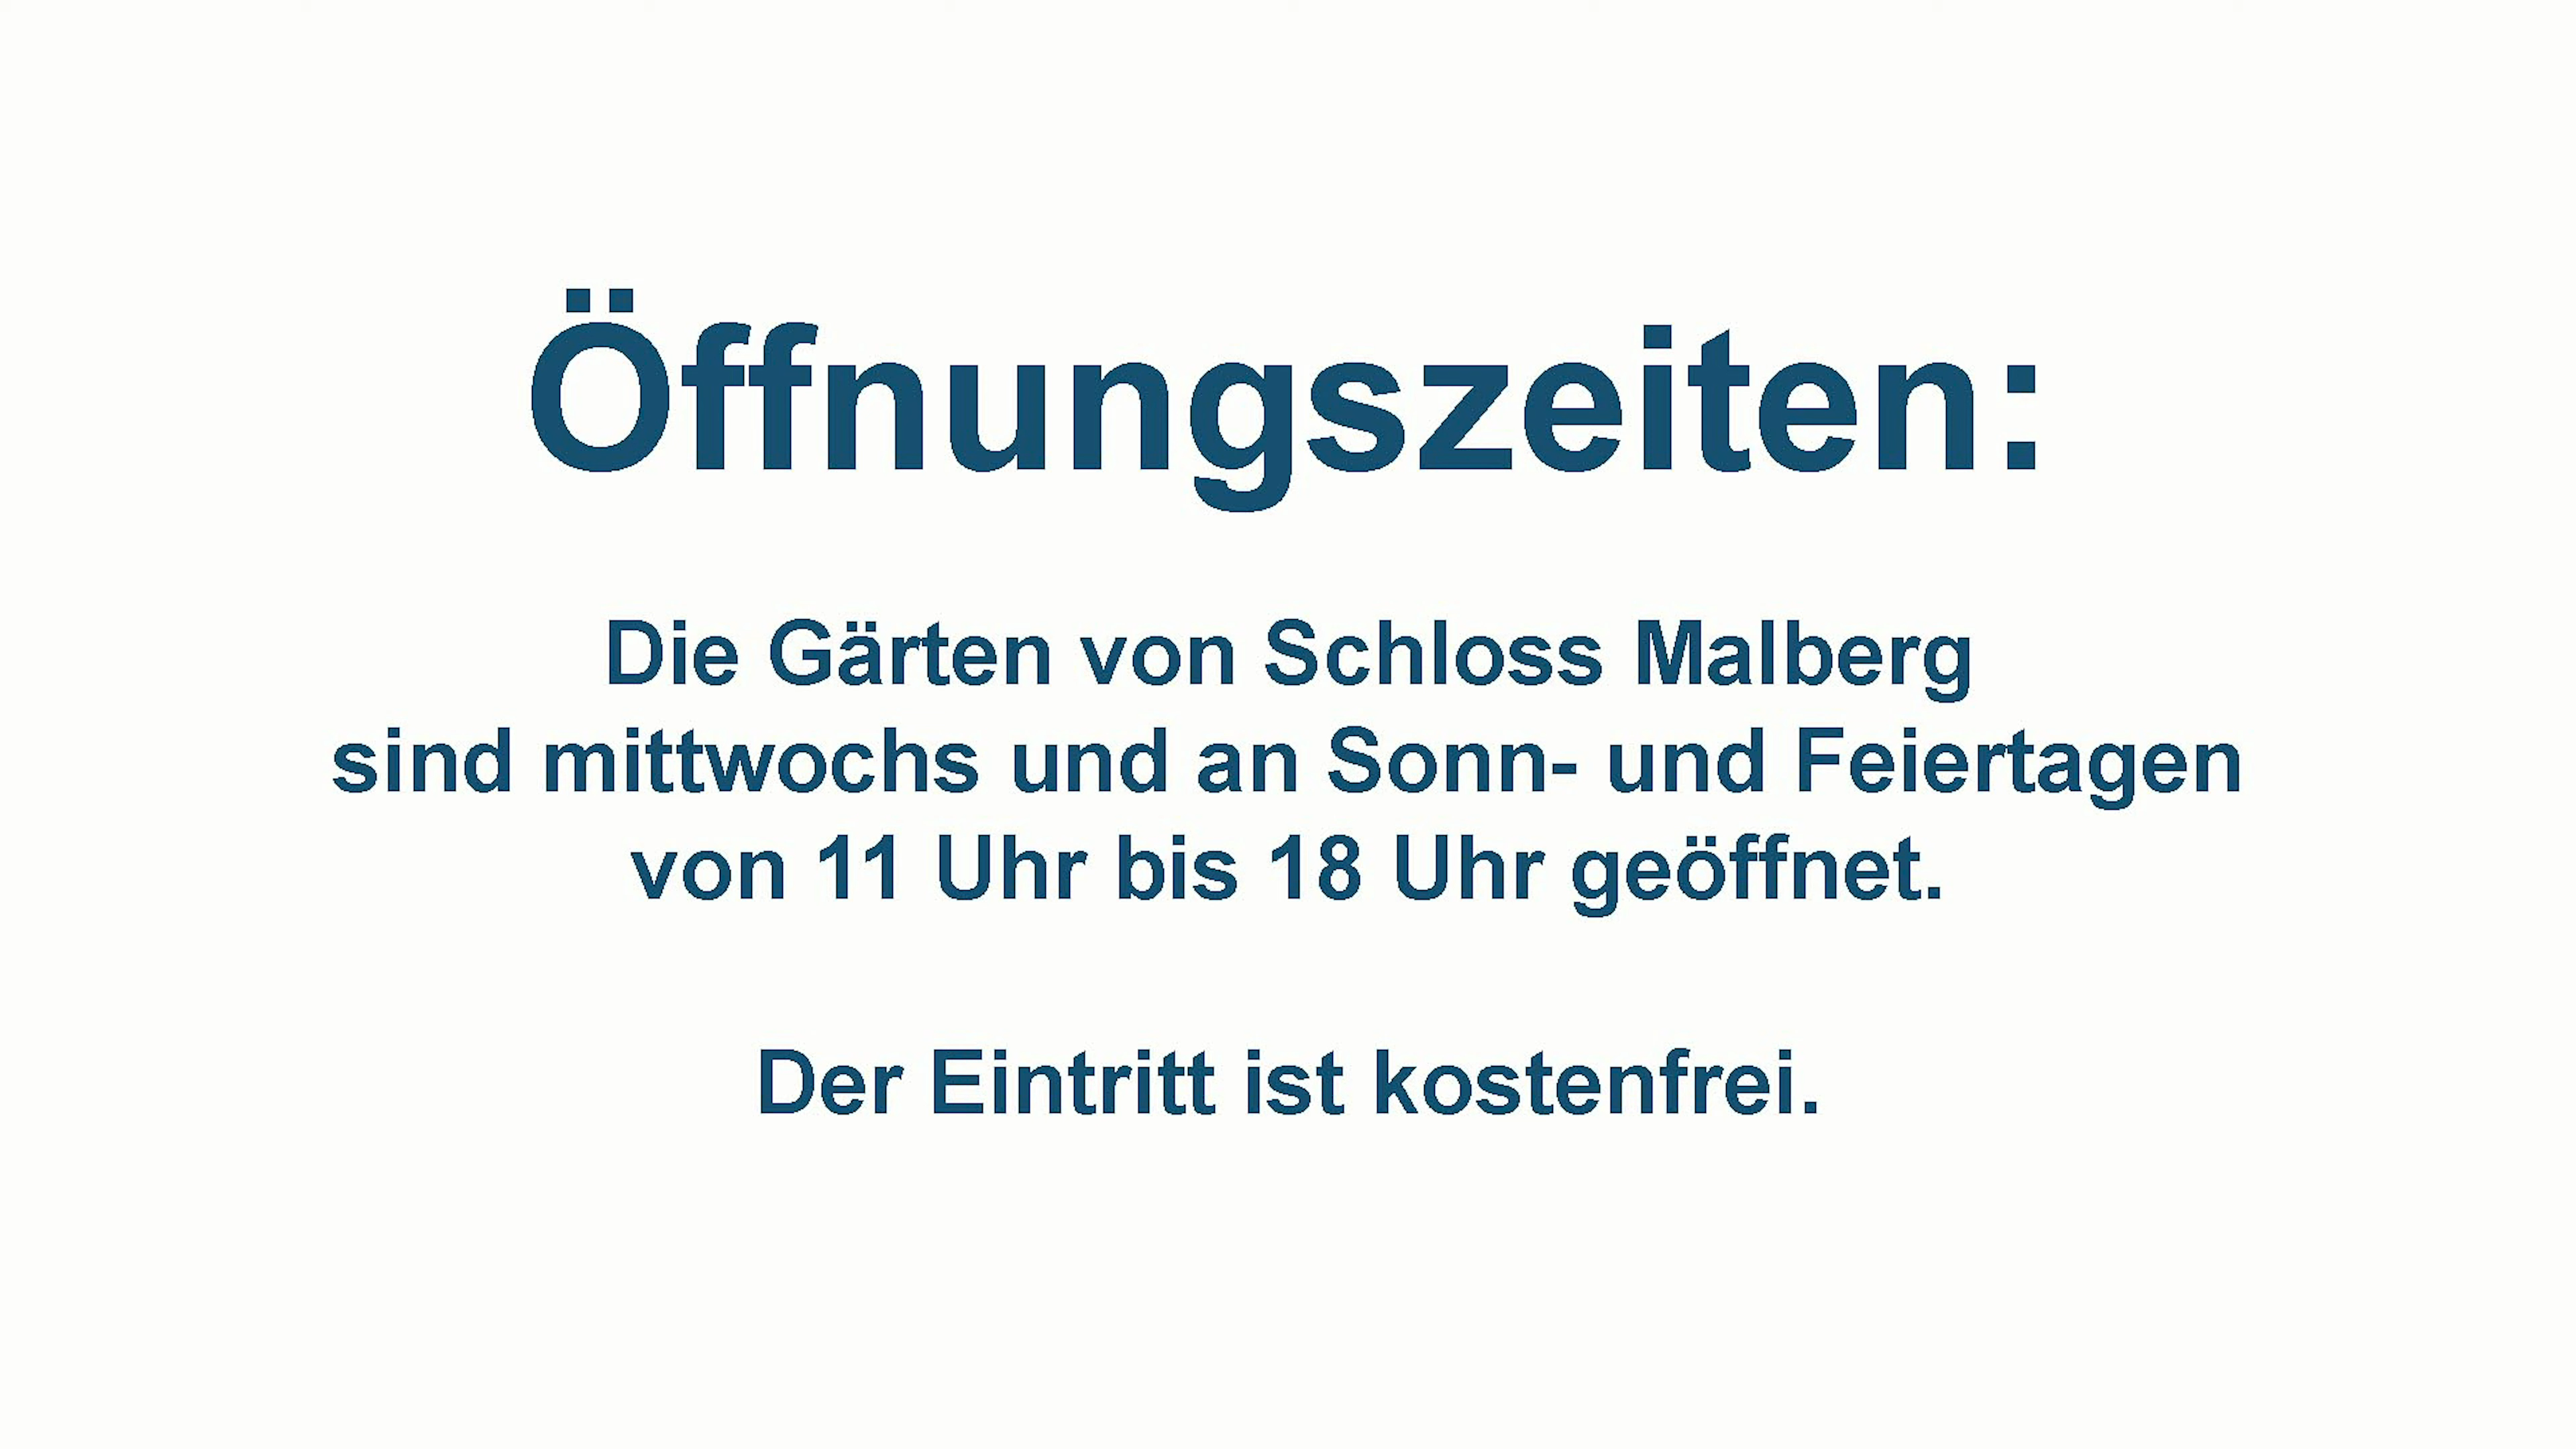 Öffnungszeiten:
Die Gärten von Schloss Malberg
sind mittwochs und an Sonn- und Feiertagen
von 11 Uhr bis 18 Uhr geöffnet.
Der Eintritt ist kostenfrei.